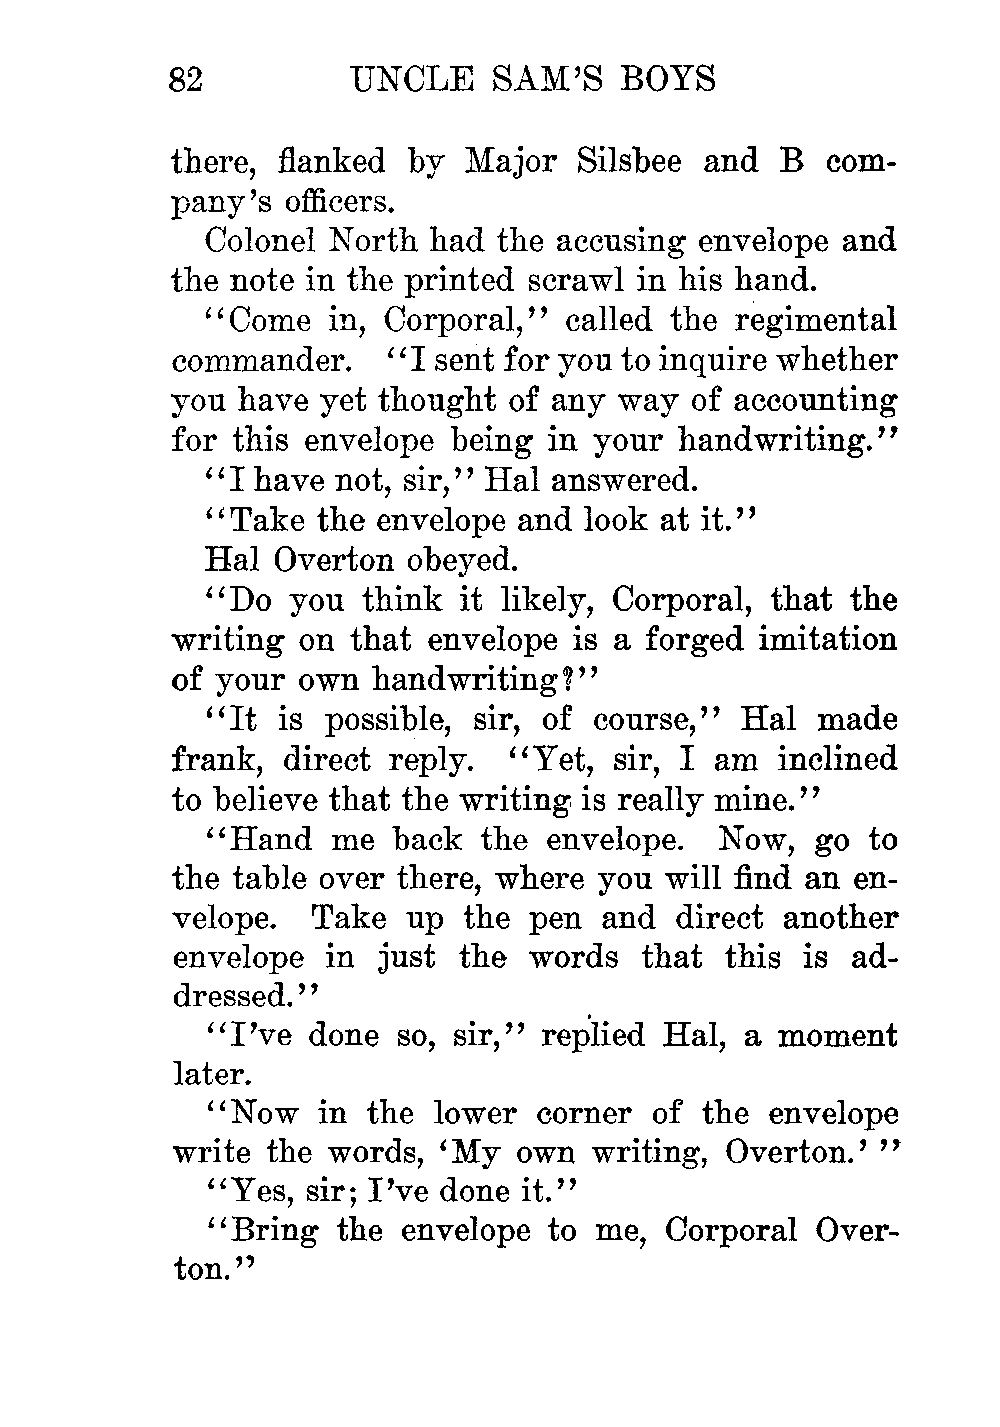 82 UNCLE SAM'S BOYS
there, flanked by Major Silsbee and B com-
pany's officers.
Colonel North had the accusing envelope and
the note in the printed scrawl in his hand.
"Come in, Corporal," called the regimental
commander. "I sent for you to inquire whether
you have yet thought of any way of accounting
for this envelope being in your handwriting."
"I have not, sir," Hal answered.
"Take the envelope and look at it."
Hal Overton obeyed.
"Do you think it likely, Corporal, that the
writing on that envelope is a forged imitation
of your own handwriting?"
"It is possible, sir, of course," Hal made
frank, direct reply. "Yet, sir, I am inclined
to believe that the writing is really mine."
"Hand me back the envelope. Now, go to
the table over there, where you will find an en-
velope. Take up the pen and direct another
envelope in just the words that this is ad-
dressed."
"I've done so, sir," replied Hal, a moment
later.
"Now in the lower corner of the envelope
write the words, 'My own writing, Overton.' "
"Yes, sir; I've done it."
"Bring the envelope to me, Corporal Over-
ton."